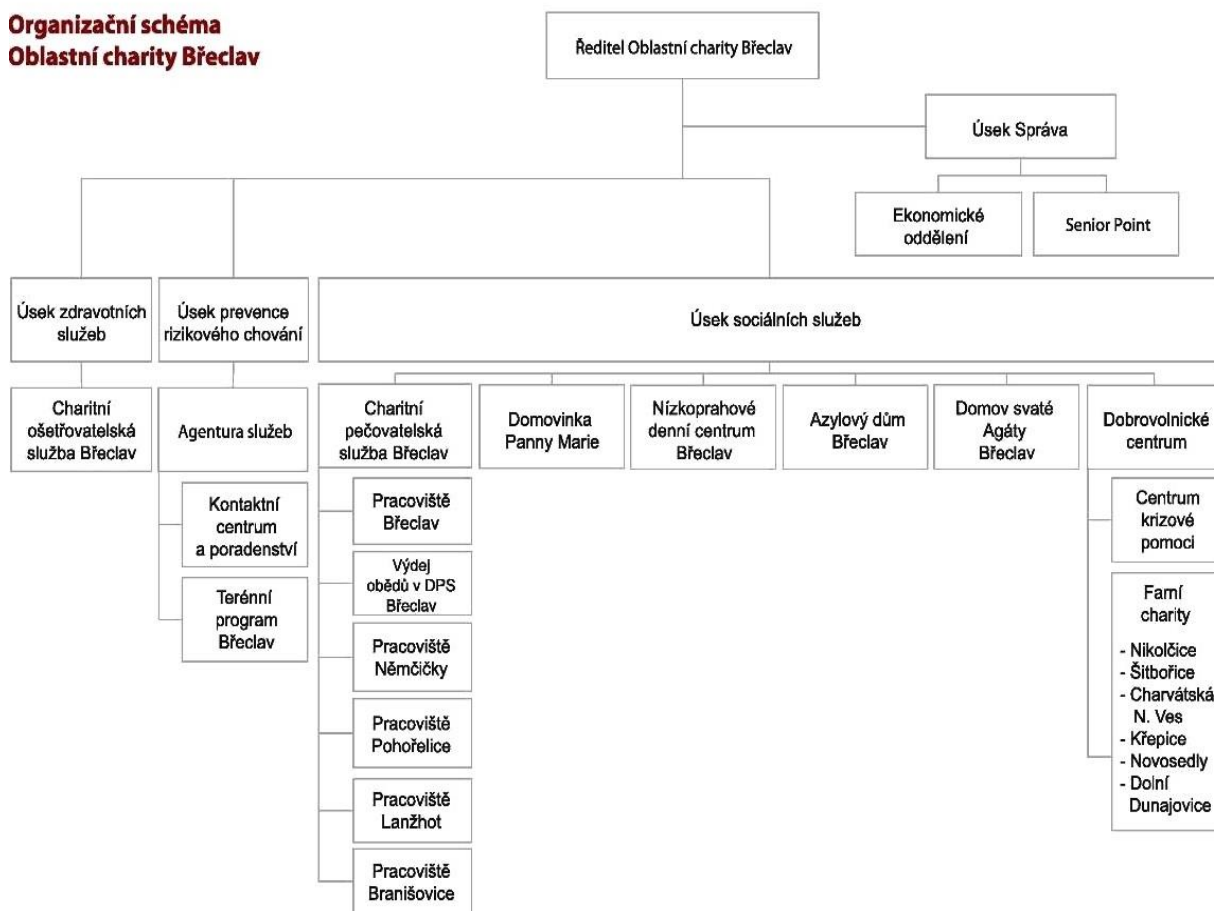 Organizační schéma
Oblastní charity Břeclav
Ředitel Oblastní charity Břeclav
Úsek Správa
Ekonomické
oddělení
Senior Point
Úsek zdravotních
služeb
Úsek prevence
rizikového chování
Úsek sociálních služeb
Charitní
ošetřovatelská
služba Břeclav
Agentura služeb
Kontaktní
centrum
a poradenství
Terénní
program
Břeclav
Charitní
pečovatelská
služba Břeclav
Pracoviště
Břeclav
Výdej
obědů v DPS
Břeclav
Pracoviště
Němčičky
Pracoviště
Pohořelice
Pracoviště
Lanžhot
Pracoviště
Branišovice
Domovinka
Panny Marie
Nízkoprahové
denní centrum
Břeclav
Azylový dům
Břeclav
Domov svaté
Agáty
Břeclav
Dobrovolnické
centrum
Centrum
krizové
pomoci
Farní
charity
- Nikolčice
- Šitbořice
- Charvátská
N. Ves
- Křepice
- Novosedly
- Dolní
Dunajovice